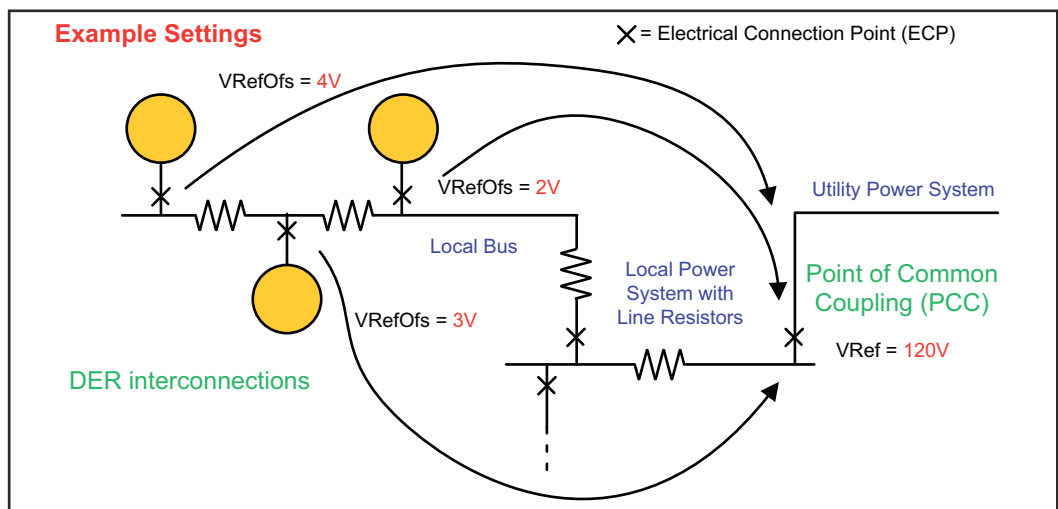 Example Settings
= Electrical Connection Point (ECP)
VRefOfs = 4V
VRefOfs = 2V
Utility Power System
Local Bus
Local Power
System with
Line Resistors
Point of Common
Coupling (PCC)
VRefOfs = 3V
VRef = 120V
DER interconnections